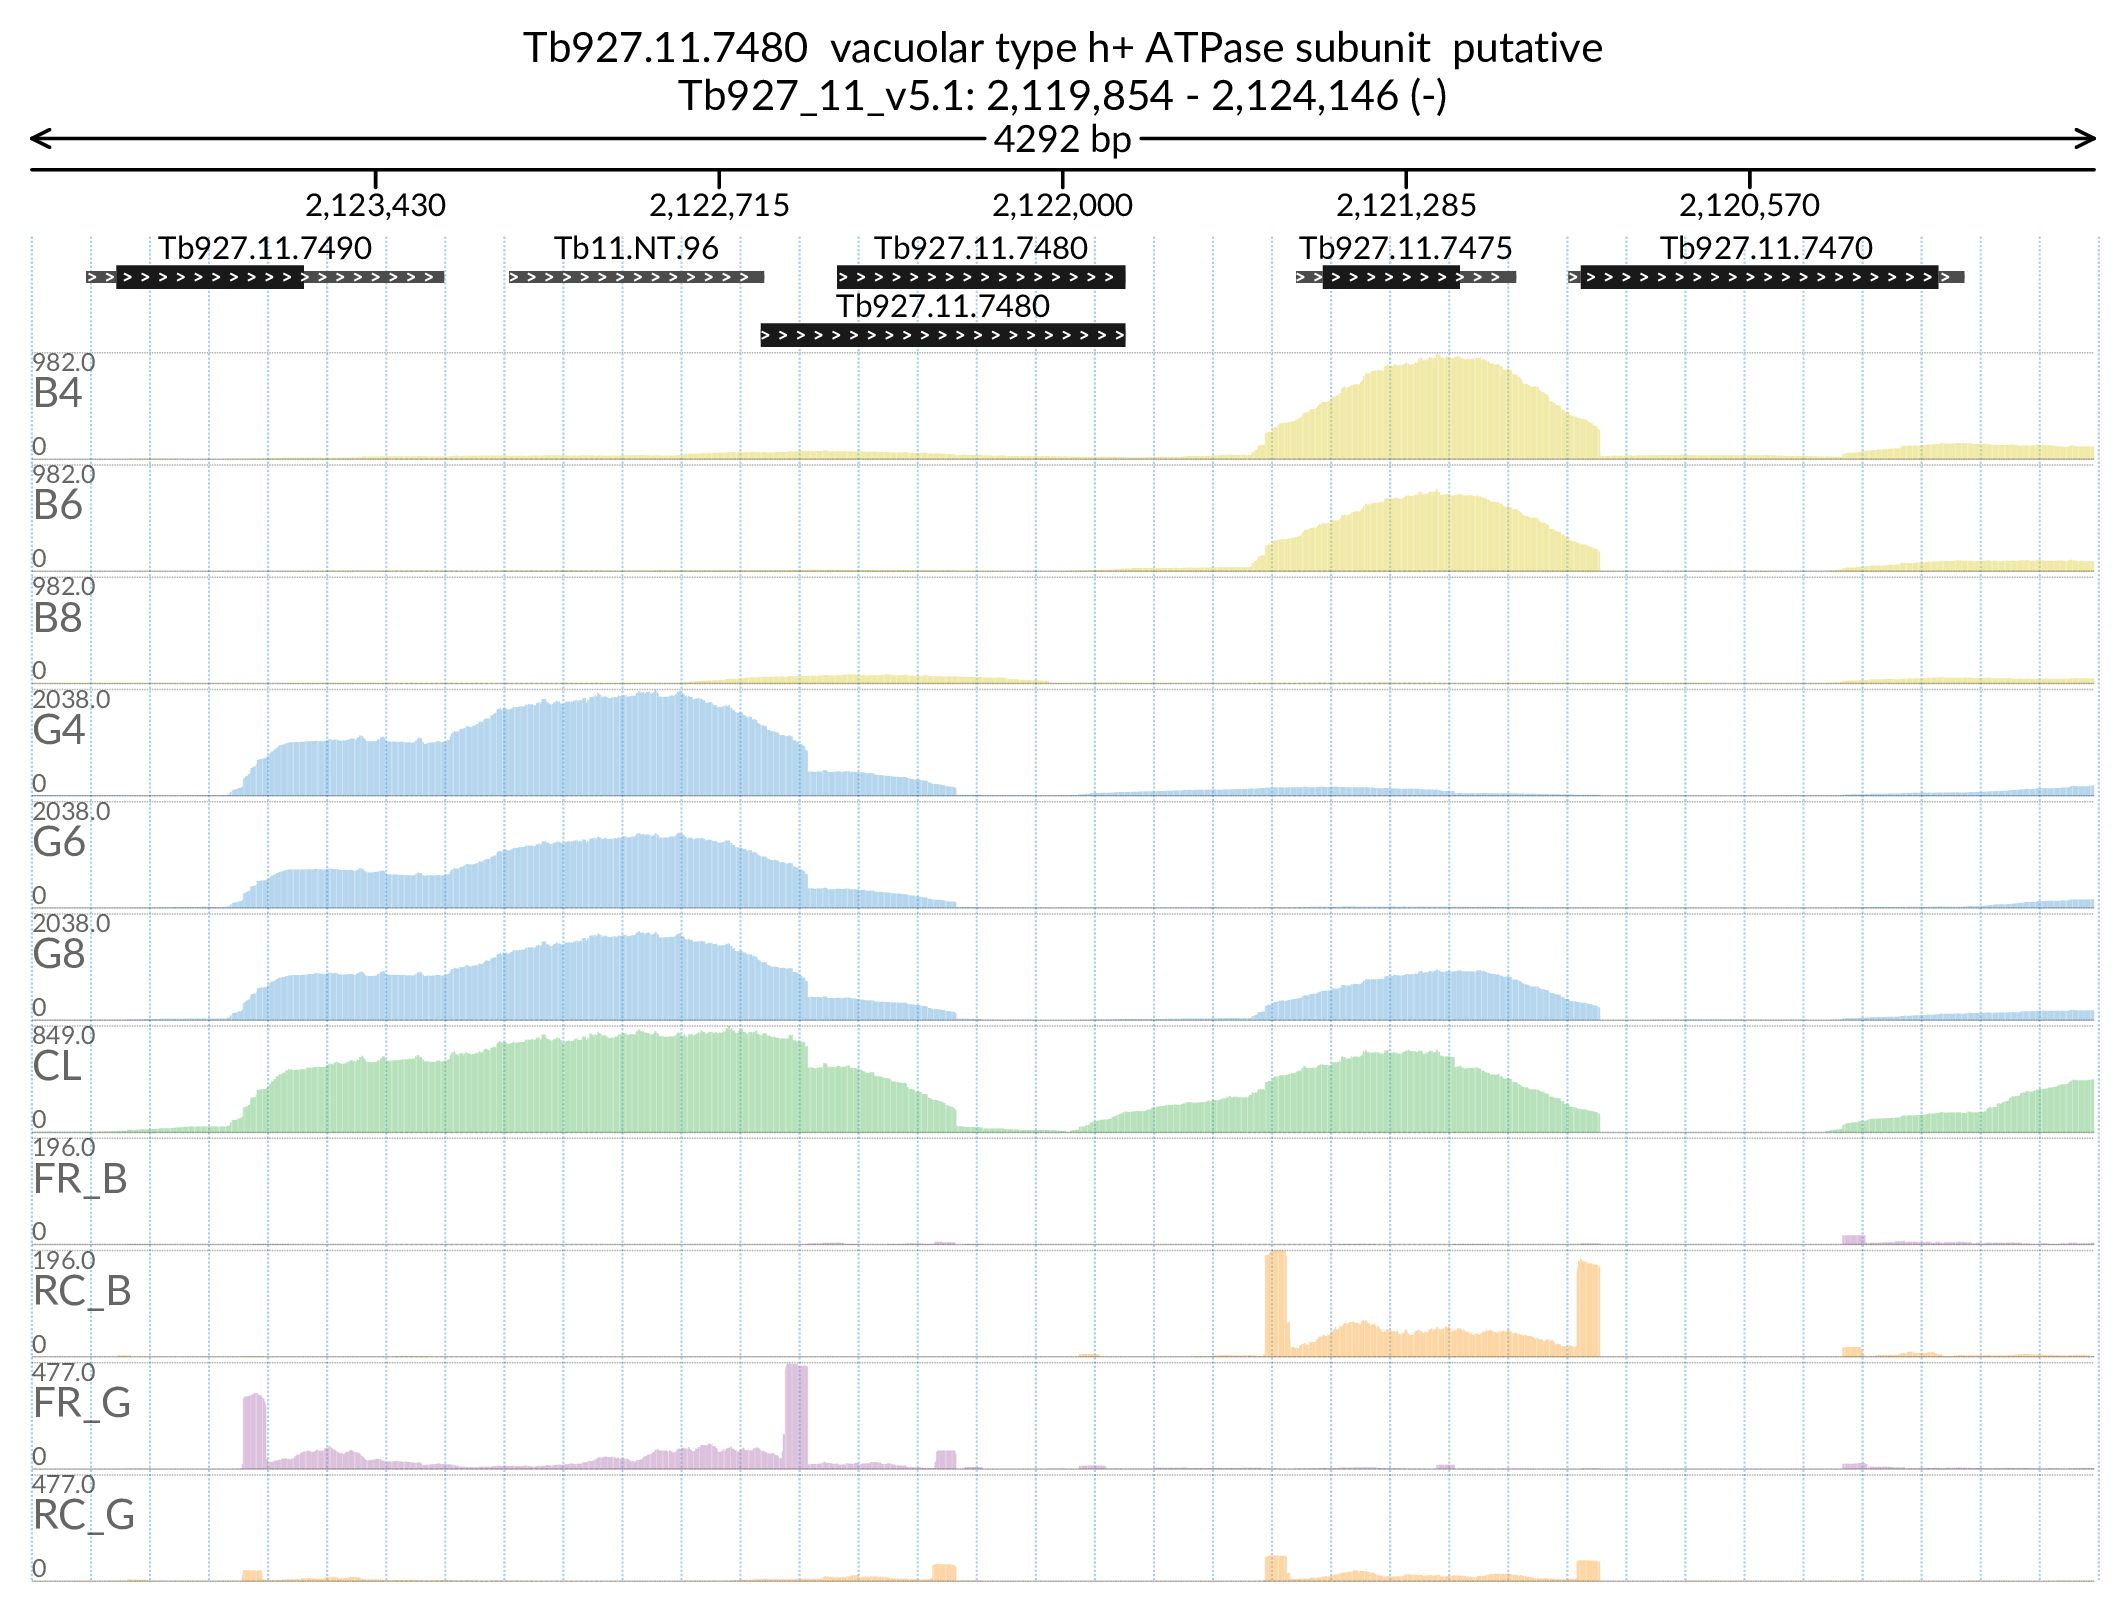 Tb927.11.7480 vacuolar type h+ ATPase subunit putative
Tb927_11_v5.1: 2,119,854 - 2,124,146 (-)
4292 bp
2,123,430 2,122,715 2,122,000 2,121,285 2,120,570
Tb927.11.7490 Tb11.NT.96 Tb927.11.7480 Tb927.11.7475 Tb927.11.7470
Tb927.11.7480
982.0
B4
0
982.0
B6
0
982.0
B8
0
2038.0
G4
0
2038.0
G6
0
2038.0
G8
0
849.0
CL
0
196.0
FR_B
0
196.0
RC_B
0
477.0
FR_G
0
477.0
RC_G
0